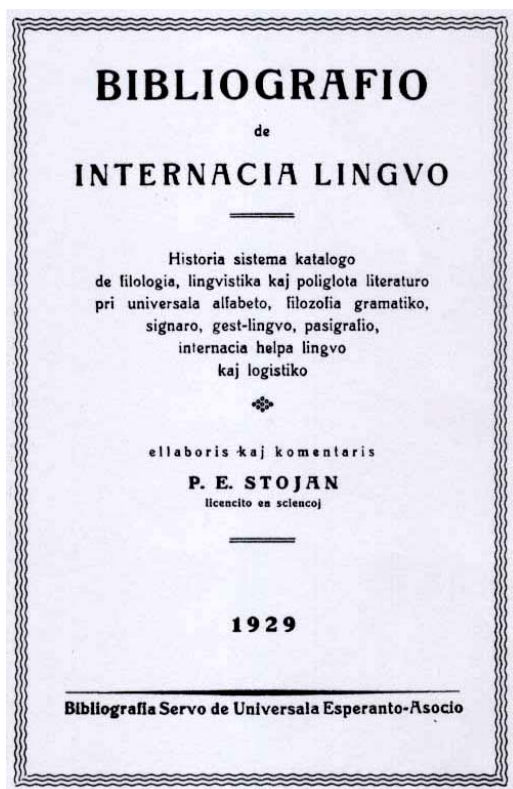 BIBLIOGRAFIO
de
INTERNACIA LINGVO
Historia sistema katalogo
de filologia, lingvistika kaj poliglota literaturo
pri universala alfabeto, filozofia gramatiko,
signaro, gest-lingvo, pasigrafio,
internacia helpa lingvo
kaj logistiko
ellaboris kaj komentaris
P. E. STOJAN
licencito en sciencoj
1929
Bibliografia Servo de Universala Esperanto-Asocio